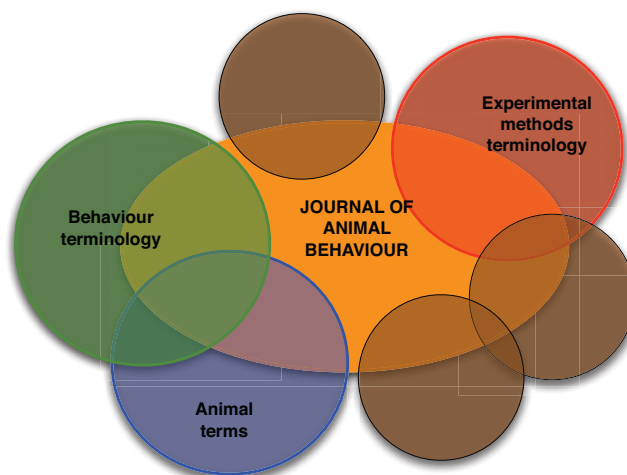 Experimental
methods
terminology
JOURNAL OF
ANIMAL
BEHAVIOUR
Behaviour
terminology
Animal
terms